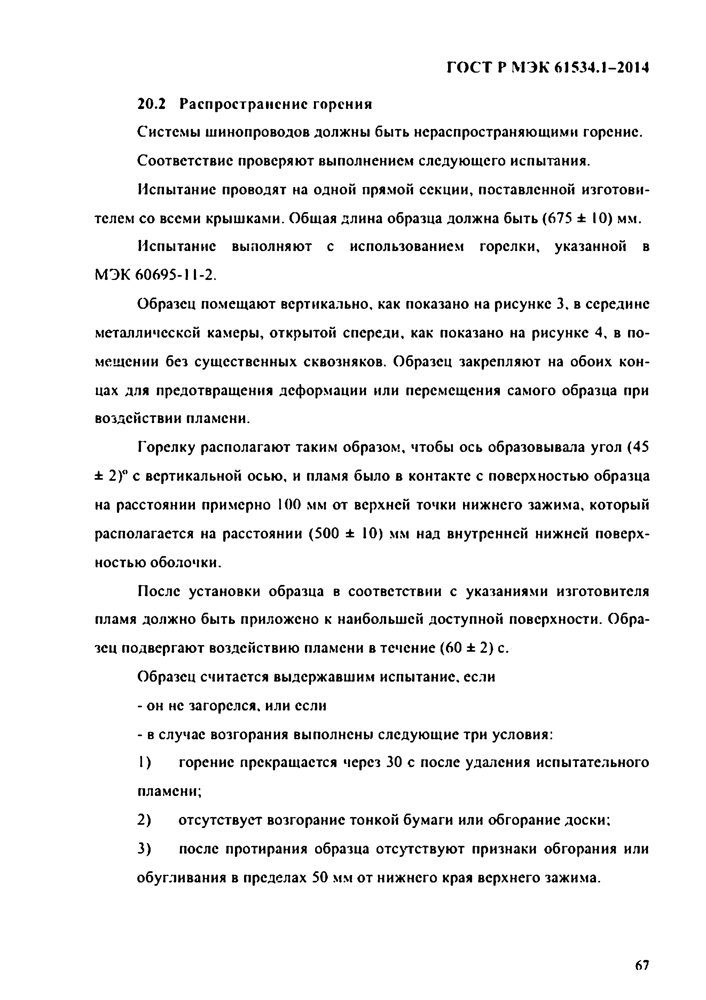 ГОСТ Р МЭК 61534.1–2014
20.2 Распространение горения
Системы шинопроводов должны быть нераспространяющими горение.
Соответствие проверяют выполнением следующего испытания.
Испытание проводят на одной прямой секции, поставленной изготови-
телем со всеми крышками. Общая длина образца должна быть (675 ± 10) мм.
Испытание выполняют с использованием горелки, указанной в
МЭК 60695-11-2.
Образец помещают вертикально, как показано на рисунке 3, в середине
металлической камеры, открытой спереди, как показано на рисунке 4, в по-
мещении без существенных сквозняков. Образец закрепляют на обоих кон-
цах для предотвращения деформации или перемещения самого образца при
воздействии пламени.
Горелку располагают таким образом, чтобы ось образовывала угол (45
± 2)° с вертикальной осью, и пламя было в контакте с поверхностью образца
на расстоянии примерно 100 мм от верхней точки нижнего зажима, который
располагается на расстоянии (500 ± 10) мм над внутренней нижней поверх-
ностью оболочки.
После установки образца в соответствии с указаниями изготовителя
пламя должно быть приложено к наибольшей доступной поверхности. Обра-
зец подвергают воздействию пламени в течение (60 ± 2) с.
Образец считается выдержавшим испытание, если
- он не загорелся, или если
- в случае возгорания выполнены следующие три условия:
1) горение прекращается через 30 с после удаления испытательного
пламени;
2) отсутствует возгорание тонкой бумаги или обгорание доски;
3) после протирания образца отсутствуют признаки обгорания или
обугливания в пределах 50 мм от нижнего края верхнего зажима.
67